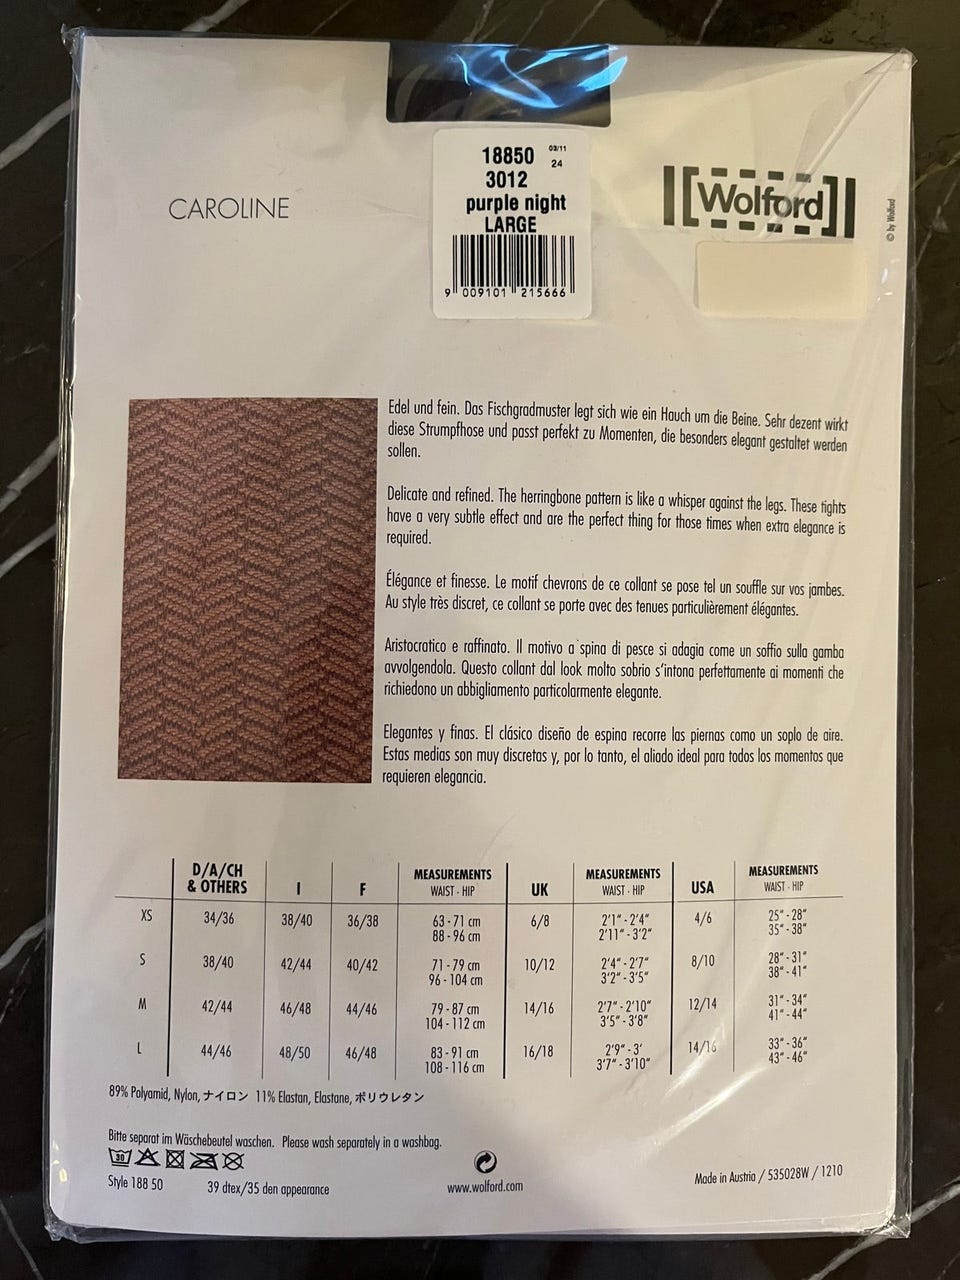 18850 03/11
24
3012
purple night
LARGE
9 009101 215666
CAROLINE
Wolford
© by Wolford
Edel und fein. Das Fischgradmuster legt sich wie ein Hauch um die Beine. Sehr dezent wirkt
diese Strumpfhose und passt perfekt zu Momenten, die besonders elegant gestaltet werden
sollen.
Delicate and refined. The herringbone pattern is like a whisper against the legs. These tights
have a very subtle effect and are the perfect thing for those times when extra elegance is
required.
Élégance et finesse. Le motif chevrons de ce collant se pose tel un souffle sur vos jambes.
Au style très discret, ce collant se porte avec des tenues particulièrement élégantes.
Aristocratico e raffinato. Il motivo a spina di pesce si adagia come un soffio sulla gamba
avvolgendola. Questo collant dal look molto sobrio s'intona perfettamente ai momenti che
richiedono un abbigliamento particolarmente elegante.
Elegantes y finas. El clásico diseño de espina recorre las piernas como un soplo de aire.
Estas medias son muy discretas y, por lo tanto, el aliado ideal para todos los momentos que
requieren elegancia.
D/A/CH
& OTHERS I F MEASUREMENTS
WAIST - HIP UK MEASUREMENTS
WAIST - HIP USA MEASUREMENTS
WAIST - HIP
XS 34/36 38/40 36/38 63 - 71 cm 6/8 2'1" - 2'4" 4/6 25" - 28"
88 - 96 cm 2'11" - 3'2" 35" - 38"
S 38/40 42/44 40/42 71 - 79 cm 10/12 2'4" - 2'7" 8/10 28" - 31"
96 - 104 cm 3'2" - 3'5" 38" - 41"
M 42/44 46/48 44/46 79 - 87 cm 14/16 2'7" - 2'10" 12/14 31" - 34"
104 - 112 cm 3'5" - 3'8" 41" - 44"
L 44/46 48/50 46/48 83 - 91 cm 16/18 2'9" - 3' 14/16 33" - 36"
108 - 116 cm 3'7" - 3'10" 43" - 46"
89% Polyamid, Nylon, ナイロン 11% Elastan, Elastane, ポリウレタン
Bitte separat im Wäschebeutel waschen. Please wash separately in a washbag.
30
Style 188 50 39 dtex/35 den appearance
www.wolford.com
Made in Austria / 535028W / 1210